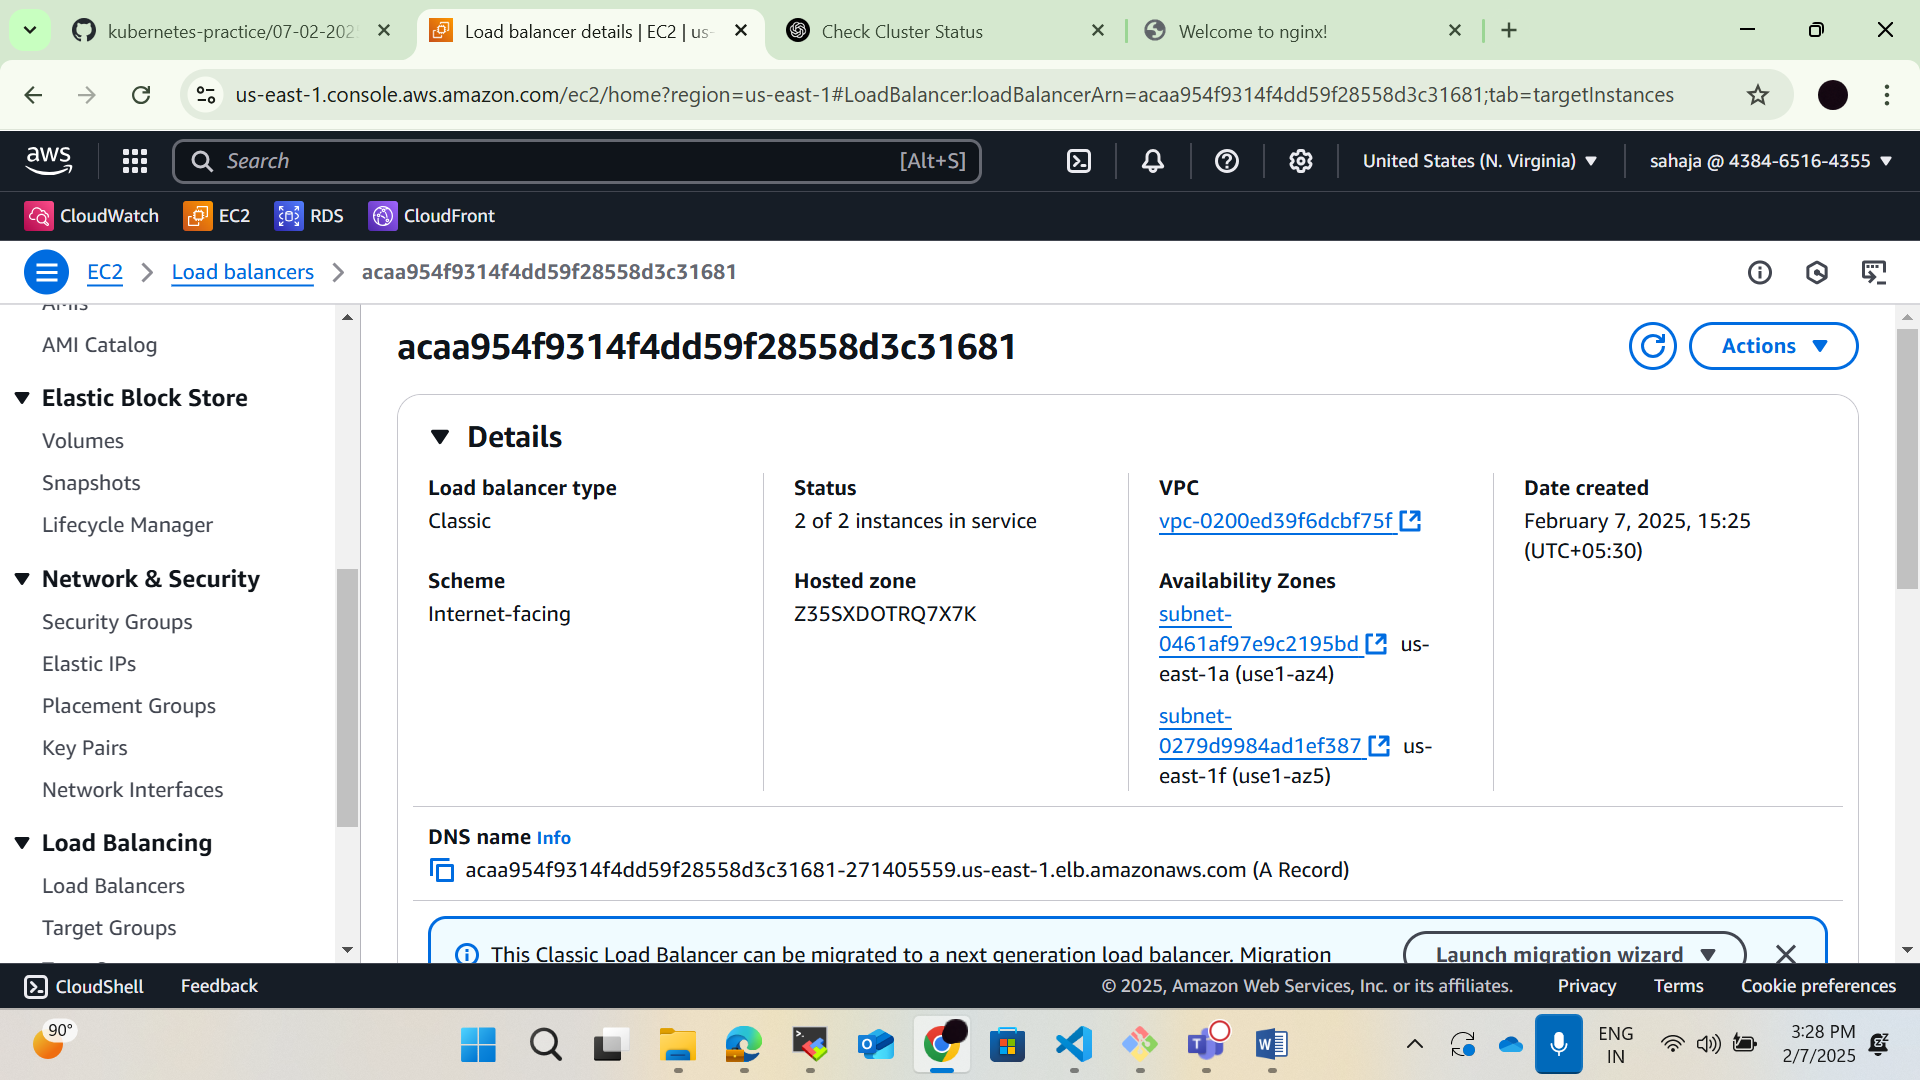 kubernetes-practice/07-02-202
Load balancer details | EC2 | us-
Check Cluster Status
Welcome to nginx!
us-east-1.console.aws.amazon.com/ec2/home?region=us-east-1#LoadBalancer:loadBalancerArn=acaa954f9314f4dd59f28558d3c31681;tab=targetInstances
aws
Search
[Alt+S]
United States (N. Virginia)
sahaja @ 4384-6516-4355
CloudWatch
EC2
RDS
CloudFront
EC2
Load balancers
acaa954f9314f4dd59f28558d3c31681
AMIs
AMI Catalog
Elastic Block Store
Volumes
Snapshots
Lifecycle Manager
Network & Security
Security Groups
Elastic IPs
Placement Groups
Key Pairs
Network Interfaces
Load Balancing
Load Balancers
Target Groups
acaa954f9314f4dd59f28558d3c31681
Actions
Details
Load balancer type
Classic
Scheme
Internet-facing
Status
2 of 2 instances in service
Hosted zone
Z35SXDOTRQ7X7K
VPC
vpc-0200ed39f6dcbf75f
Availability Zones
subnet-
0461af97e9c2195bd us-
east-1a (use1-az4)
subnet-
0279d9984ad1ef387 us-
east-1f (use1-az5)
Date created
February 7, 2025, 15:25
(UTC+05:30)
DNS name Info
acaa954f9314f4dd59f28558d3c31681-271405559.us-east-1.elb.amazonaws.com (A Record)
This Classic Load Balancer can be migrated to a next generation load balancer. Migration
Launch migration wizard
CloudShell
Feedback
© 2025, Amazon Web Services, Inc. or its affiliates.
Privacy
Terms
Cookie preferences
90°
ENG
IN
3:28 PM
2/7/2025